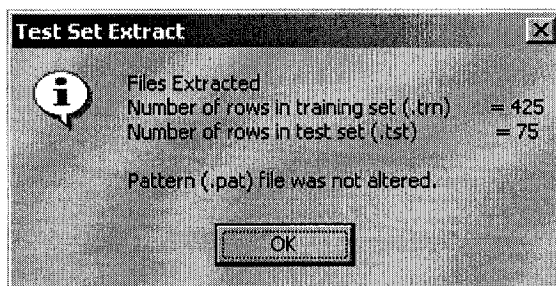 Test Set Extract
Files Extracted
Number of rows in training set (.trn) = 425
Number of rows in test set (.tst) = 75
Pattern (.pat) file was not altered.
OK